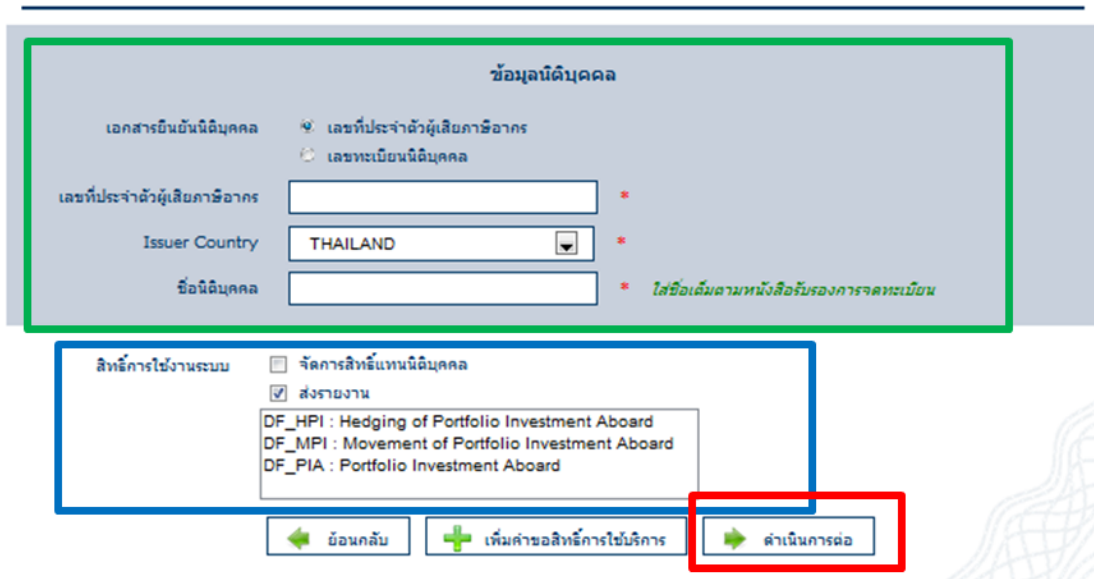 ข้อมูลนิติบุคคล
เอกสารยืนยันนิติบุคคล เลขที่ประจำตัวผู้เสียภาษีอากร
เลขทะเบียนนิติบุคคล
เลขที่ประจำตัวผู้เสียภาษีอากร *
Issuer Country THAILAND *
ชื่อนิติบุคคล * ใส่ชื่อเต็มตามหนังสือรับรองการจดทะเบียน
สิทธิ์การใช้งานระบบ จัดการสิทธิ์แทนนิติบุคคล
ส่งรายงาน
DF_HPI : Hedging of Portfolio Investment Aboard
DF_MPI : Movement of Portfolio Investment Aboard
DF_PIA : Portfolio Investment Aboard
ย้อนกลับ เพิ่มคำขอสิทธิ์การใช้บริการ ดำเนินการต่อ